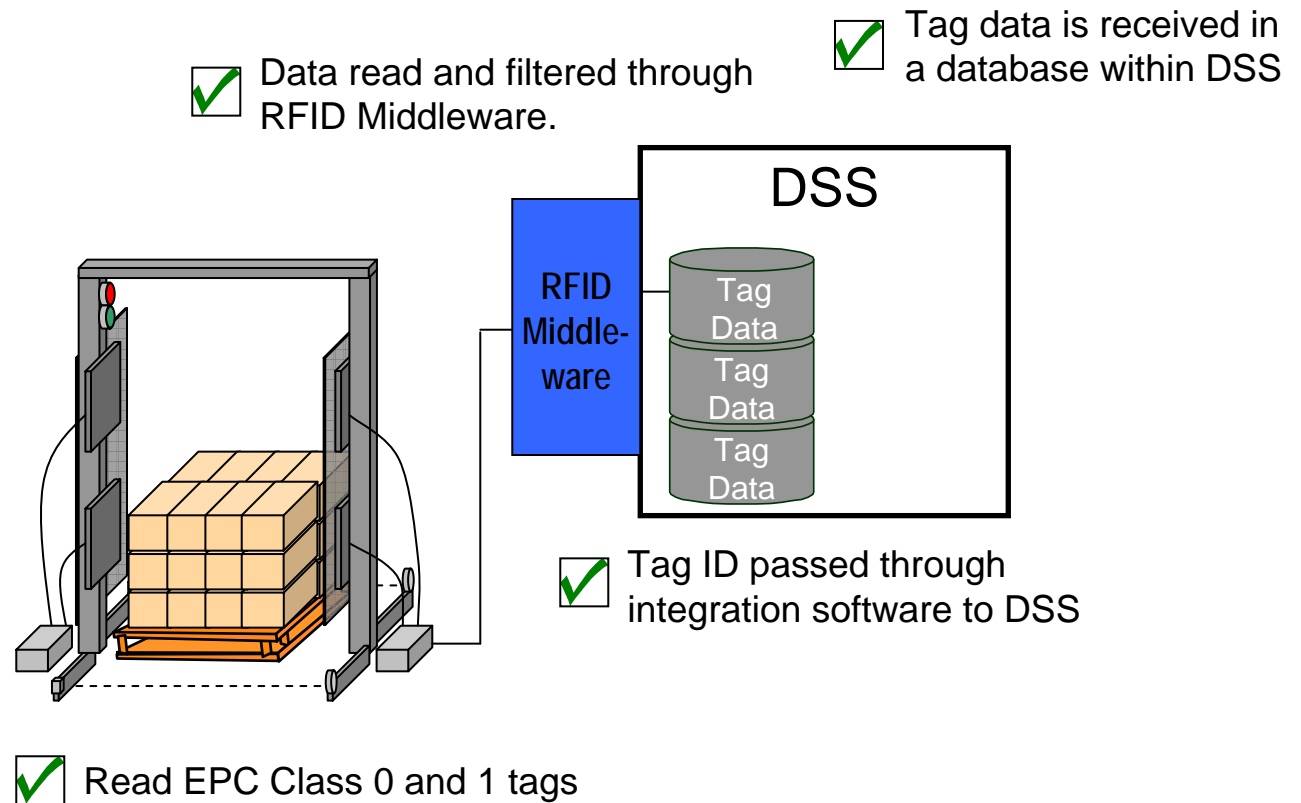 Tag data is received in
a database within DSS
Data read and filtered through
RFID Middleware.
DSS
RFID
Middle-
ware
Tag
Data
Tag
Data
Tag
Data
Tag ID passed through
integration software to DSS
Read EPC Class 0 and 1 tags